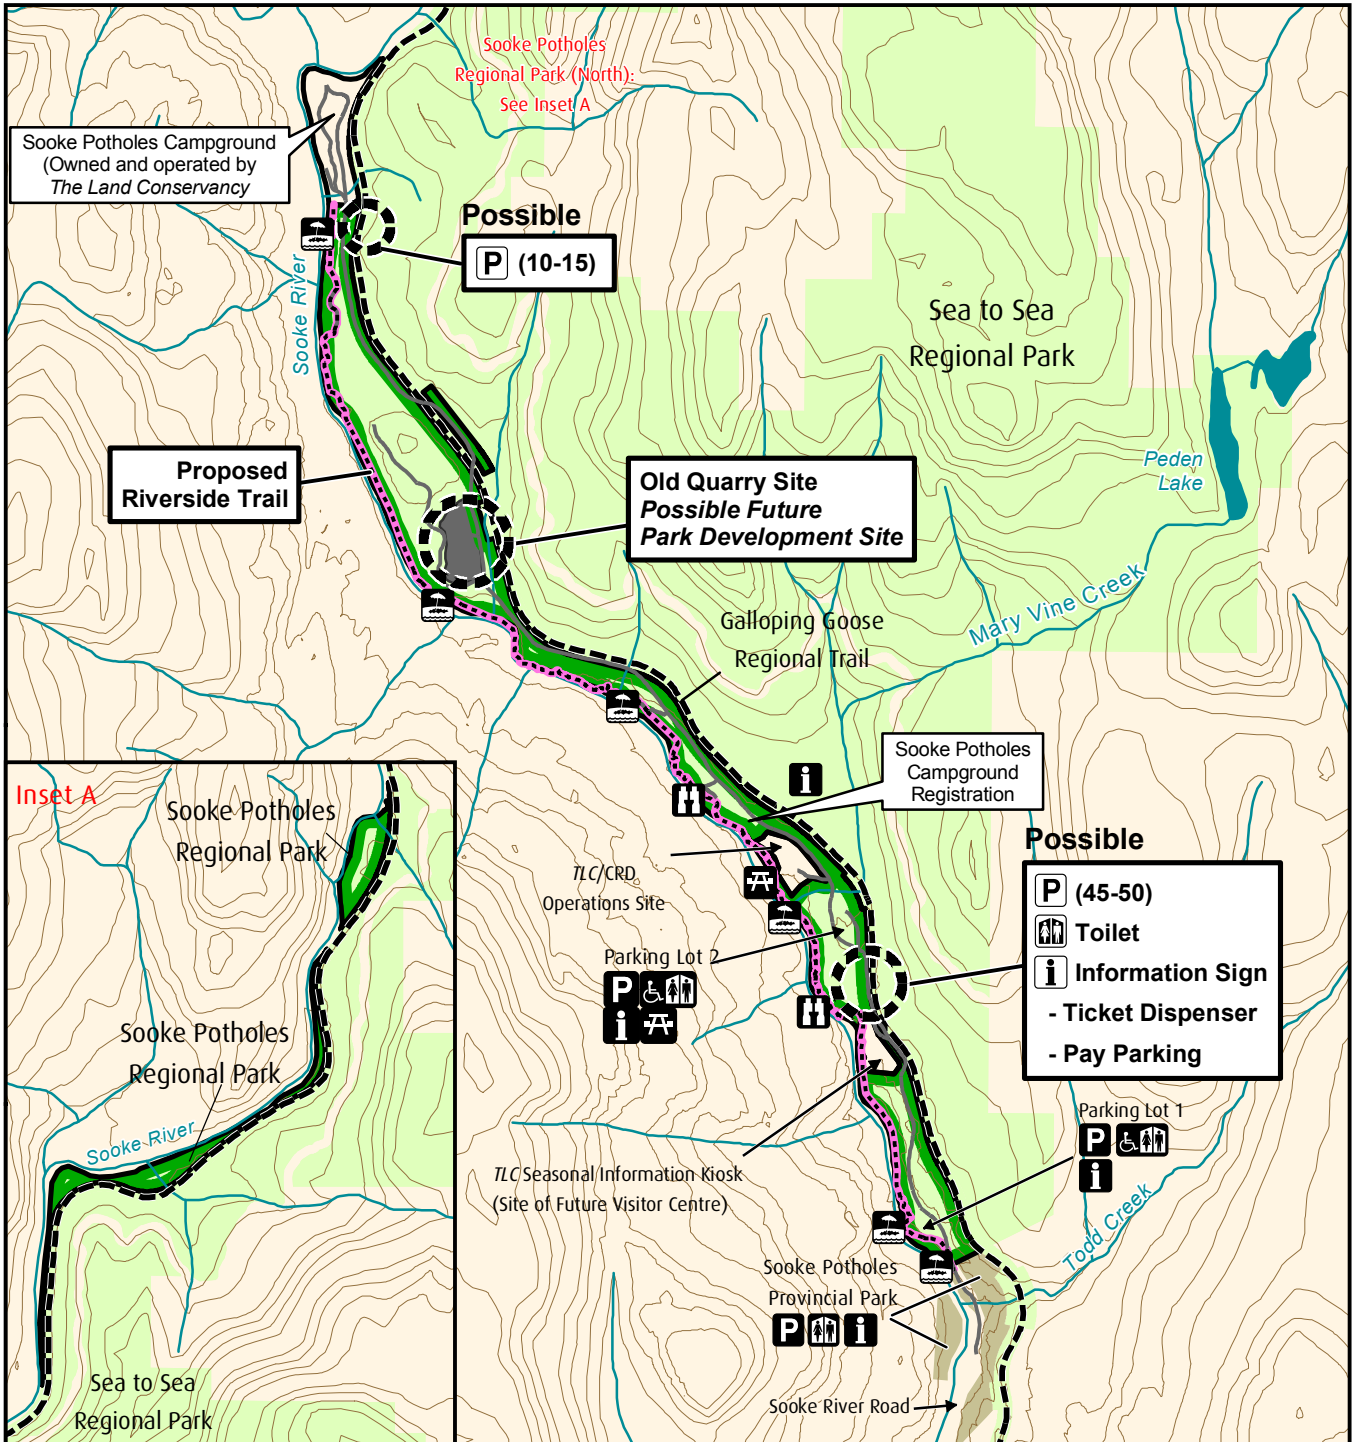 Sooke Potholes
Regional Park (North):
See Inset A
Sooke Potholes Campground
(Owned and operated by
The Land Conservancy
Possible
P (10-15)
Sooke River
Sea to Sea
Regional Park
Proposed
Riverside Trail
Old Quarry Site
Possible Future
Park Development Site
Peden
Lake
Mary Vine Creek
Galloping Goose
Regional Trail
Sooke Potholes
Campground
Registration
i
TLC/CRD
Operations Site
Parking Lot 2
P
i
Possible
P (45-50)
Toilet
i Information Sign
- Ticket Dispenser
- Pay Parking
Parking Lot 1
P
i
TLC Seasonal Information Kiosk
(Site of Future Visitor Centre)
Todd Creek
Sooke Potholes
Provincial Park
P i
Sooke River Road
Inset A
Sooke Potholes
Regional Park
Sooke Potholes
Regional Park
Sooke River
Sea to Sea
Regional Park